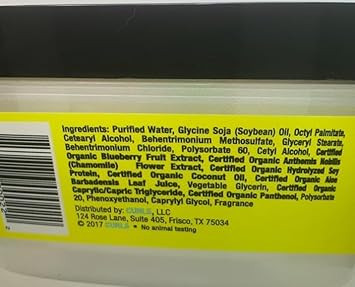 Ingredients: Purified Water, Glycine Soja (Soybean) Oil, Octyl Palmitate,
Cetearyl Alcohol, Behentrimonium Methosulfate, Glyceryl Stearate,
Behentrimonium Chloride, Polysorbate 60, Cetyl Alcohol, Certified
Organic Blueberry Fruit Extract, Certified Organic Anthemis Nobilis
(Chamomile) Flower Extract, Certified Organic Hydrolyzed Soy
Protein, Certified Organic Coconut Oil, Certified Organic Aloe
Barbadensis Leaf Juice, Vegetable Glycerin, Certified Organic
Caprylic/Capric Triglyceride, Certified Organic Panthenol, Polysorbate
20, Phenoxyethanol, Caprylyl Glycol, Fragrance
Distributed by: CURLS, LLC
124 Rose Lane, Suite 405, Frisco, TX 75034
© 2017 CURLS • No animal testing